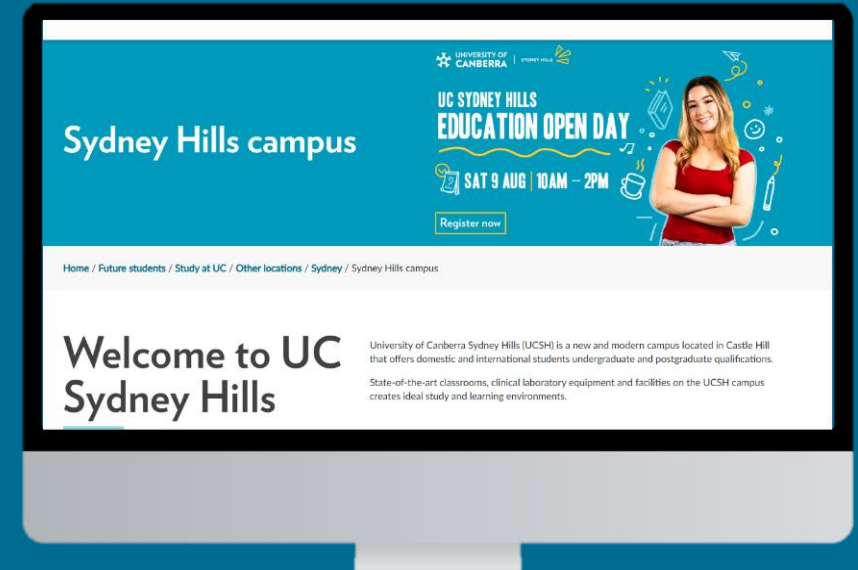 Sydney Hills campus
UNIVERSITY OF
CANBERRA
SYDNEY HILLS
UC SYDNEY HILLS
EDUCATION OPEN DAY
SAT 9 AUG | 10AM – 2PM
Register now
Home / Future students / Study at UC / Other locations / Sydney / Sydney Hills campus
Welcome to UC
Sydney Hills
University of Canberra Sydney Hills (UCSH) is a new and modern campus located in Castle Hill
that offers domestic and international students undergraduate and postgraduate qualifications.
State-of-the-art classrooms, clinical laboratory equipment and facilities on the UCSH campus
creates ideal study and learning environments.